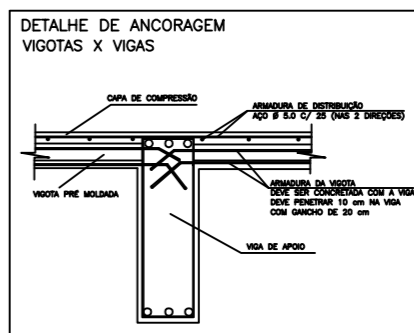 DETALHE DE ANCORAGEM
VIGOTAS X VIGAS
CAPA DE COMPRESSÃO
ARMADURA DE DISTRIBUIÇÃO
AÇO Ø 5.0 C/ 25 (NAS 2 DIREÇÕES)
VIGOTA PRÉ MOLDADA
ARMADURA DA VIGOTA
DEVE SER CONCRETADA COM A VIGA
DEVE PENETRAR 10 cm NA VIGA
COM GANCHO DE 20 cm
VIGA DE APOIO